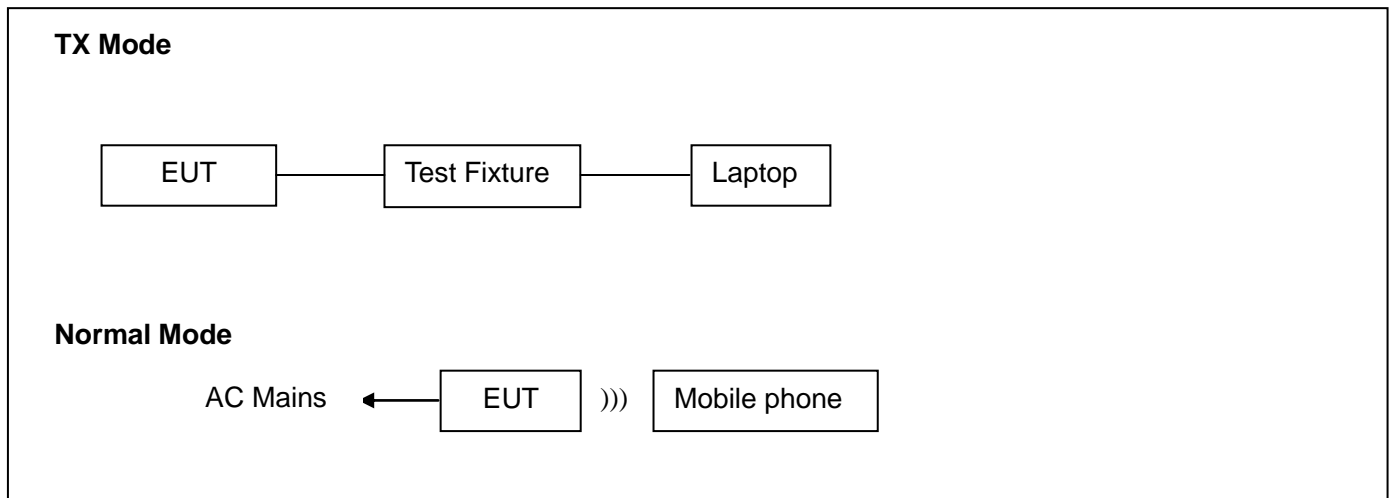 TX Mode
EUT Test Fixture Laptop
Normal Mode
AC Mains EUT ))) Mobile phone